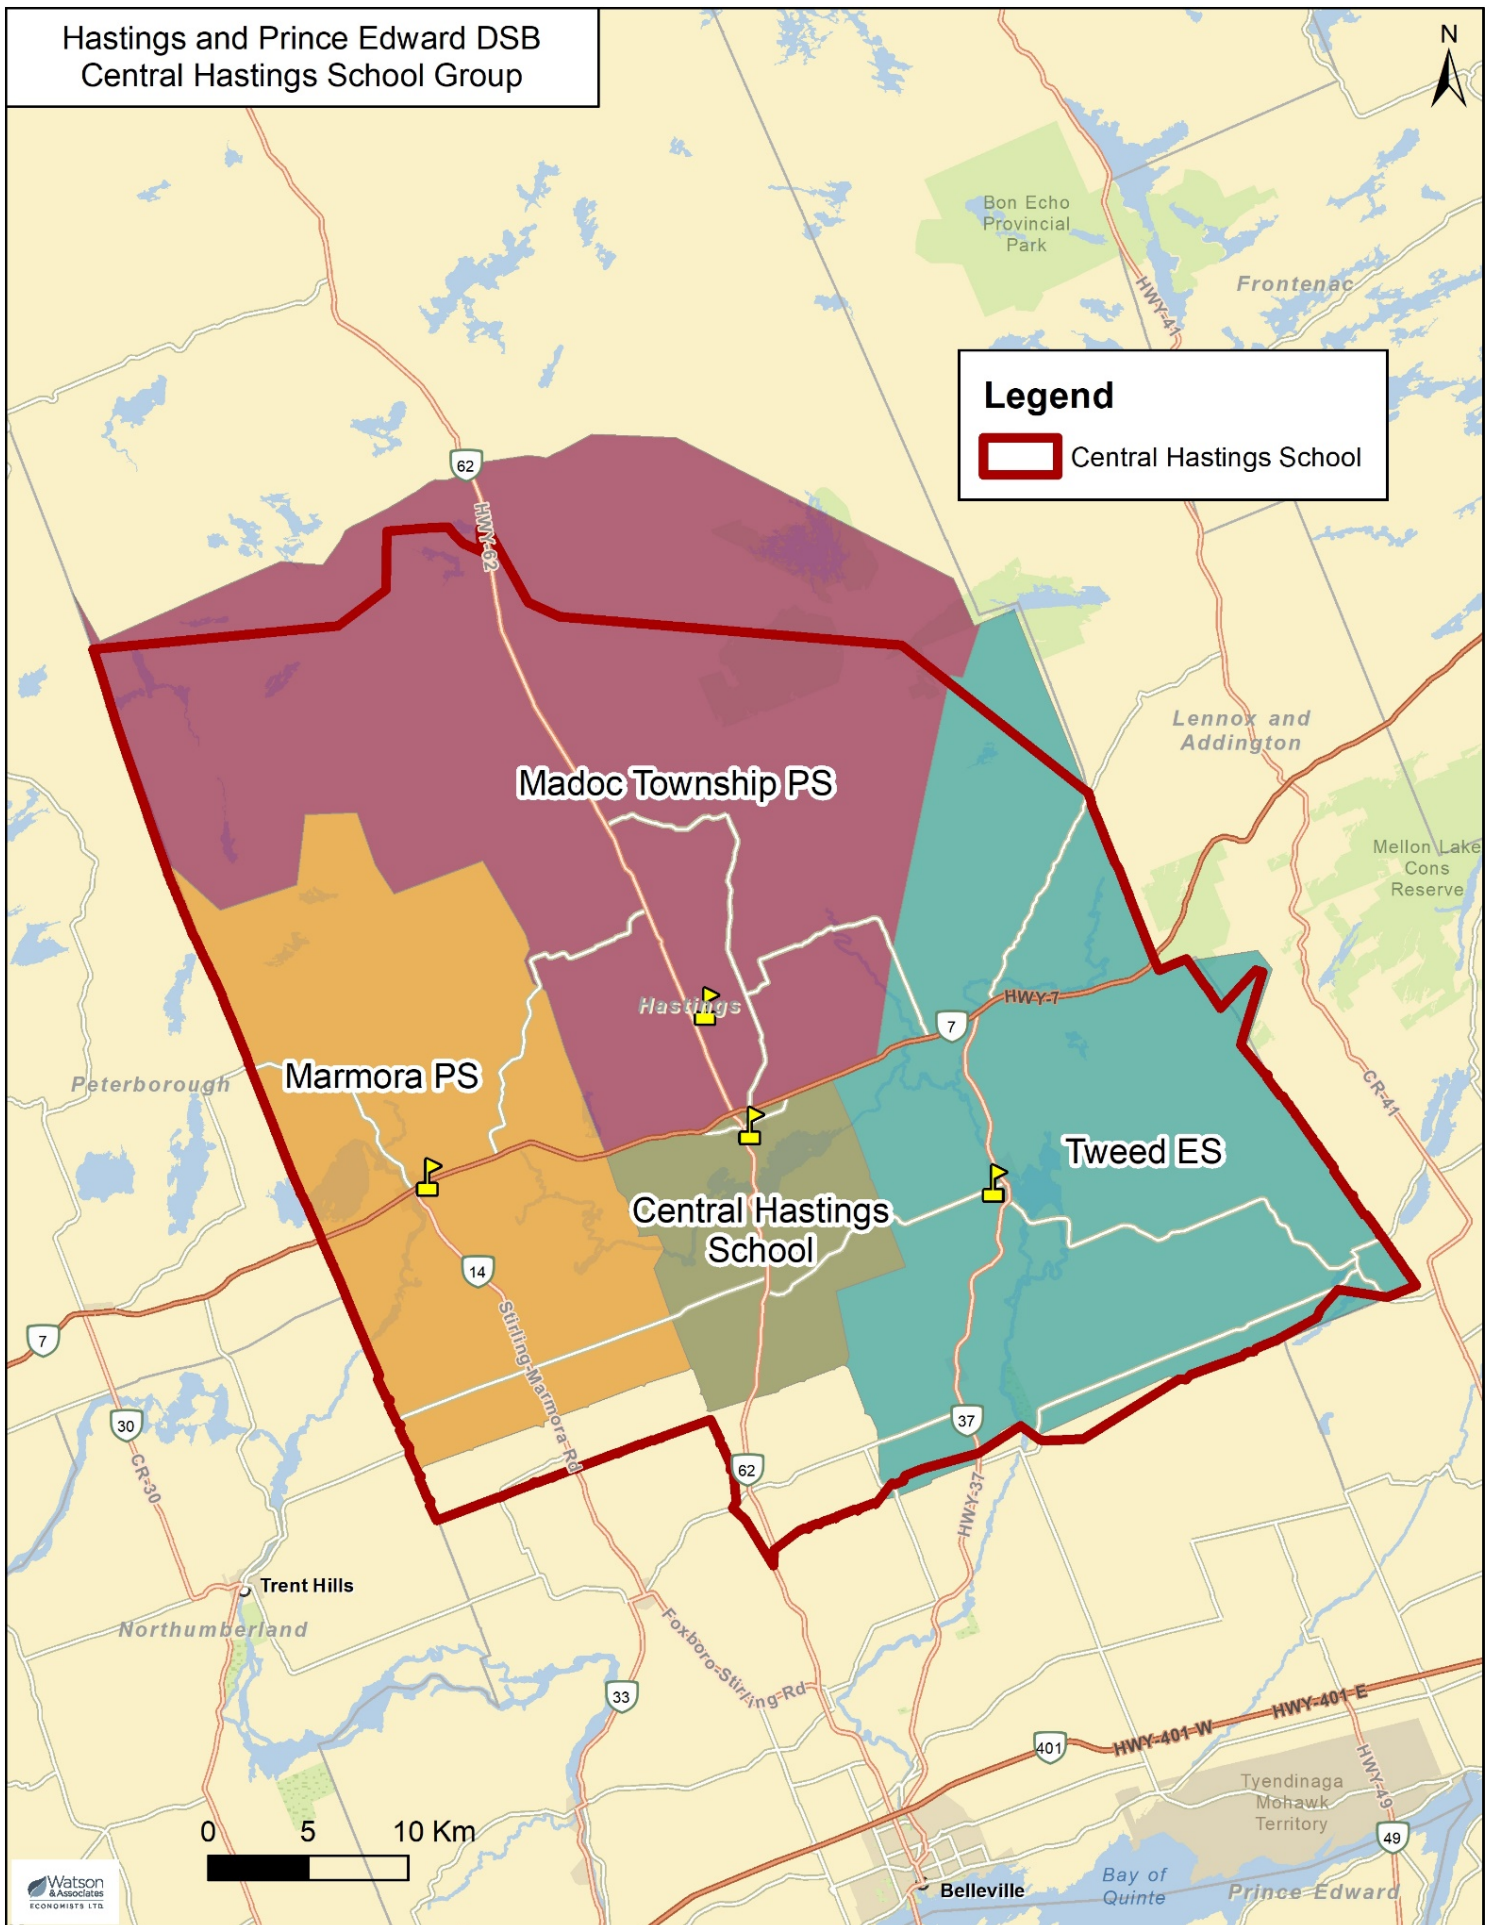 Hastings and Prince Edward DSB
Central Hastings School Group
N
Bon Echo
Provincial
Park
HWY-41
Frontenac
Legend
Central Hastings School
62
HWY-62
Lennox and
Addington
Madoc Township PS
Mellon Lake
Cons
Reserve
Hastings
HWY-7
7
Peterborough
Marmora PS
CR-41
Tweed ES
Central Hastings
School
14
Stirling-Marmora Rd
7
30
CR-30
37
62
HWY-37
Trent Hills
Northumberland
Foxboro-Stirling Rd
33
HWY-401 E
HWY-401 W
401
HWY-49
Tyendinaga
Mohawk
Territory
0 5 10 Km
49
Bay of
Quinte
Prince Edward
Belleville
Watson
& Associates
ECONOMISTS LTD.